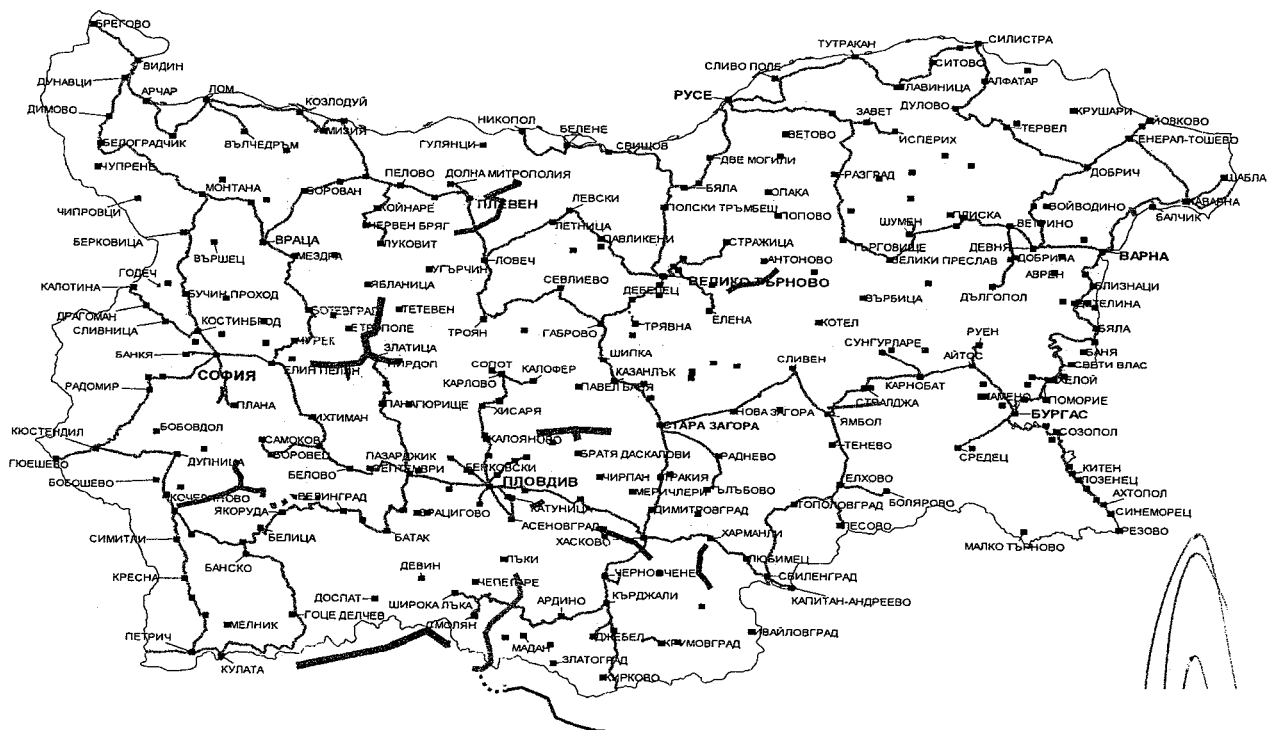 БРЕГОВО
ВИДИН
ДУНАВЦИ
АРЧАР
ЛОМ
КОЗЛОДУЙ
ДИМОВО
МИЗИЯ
БЕЛОГРАДЧИК
ВЪЛЧЕДРЪМ
ЧУПРЕНЕ
МОНТАНА
БОРОВАН
ЧИПРОВЦИ
БЕРКОВИЦА
ВРАЦА
ВЪРШЕЦ
МЕЗДРА
ГОДЕЧ
КАЛОТИНА
БУЧИН ПРОХОД
БОТЕВГРАД
ДРАГОМАН
КОСТИНБРОД
СЛИВНИЦА
БАНКЯ
СОФИЯ
ЕЛИН ПЕЛИН
РАДОМИР
ПЛАНА
ИХТИМАН
КЮСТЕНДИЛ
БОБОВДОЛ
САМОКОВ
ГЮЕШЕВО
ДУПНИЦА
БОРОВЕЦ
БЕЛОВО
БОБОШЕВО
ЯКОРУДА
СИМИТЛИ
БЕЛИЦА
БАТАК
КРЕСНА
БАНСКО
ПЕТРИЧ
МЕЛНИК
ГОЦЕ ДЕЛЧЕВ
КУЛАТА
НИКОПОЛ
БЕЛЕНЕ
ГУЛЯНЦИ
СВИЩОВ
ПЕЛОВО
ДОЛНА МИТРОПОЛИЯ
ПЛЕВЕН
КОЙНАРЕ
ЧЕРВЕН БРЯГ
ЛЕВСКИ
ЛЕТНИЦА
ЛУКОВИТ
ПАВЛИКЕНИ
УГЪРЧИН
ЛОВЕЧ
ЯБЛАНИЦА
СЕВЛИЕВО
ТЕТЕВЕН
ЕТРОПОЛЕ
ТРОЯН
ГАБРОВО
ТРЯВНА
ЗЛАТИЦА
ПИРДОП
СОПОТ
КАЛОФЕР
КАРЛОВО
ШИПКА
КАЗАНЛЪК
ПАВЕЛ БАНЯ
ПАНАГЮРИЩЕ
ХИСАРЯ
КАЛОЯНОВО
СТАРА ЗАГОРА
НОВА ЗАГОРА
ПАЗАРДЖИК
СЕПТЕМВРИ
ПЛОВДИВ
БРАТЯ ДАСКАЛОВИ
РАДНЕВО
ЧИРПАН
ТРАКИЯ
МЕРИЧЛЕРИ
ГЪЛЪБОВО
КАТУНИЦА
ДИМИТРОВГРАД
АСЕНОВГРАД
ХАСКОВО
ХАРМАНЛИ
ЛЮБИМЕЦ
СВИЛЕНГРАД
КАПИТАН-АНДРЕЕВО
ЛЪКИ
ДЕВИН
ЧЕПЕЛАРЕ
ДОСПАТ
ШИРОКА ЛЪКА
АРДИНО
КЪРДЖАЛИ
МАДАН
ЗЛАТОГРАД
ДЖЕБЕЛ
КРУМОВГРАД
ИВАЙЛОВГРАД
КИРКОВО
ТУТРАКАН
СИЛИСТРА
СЛИВО ПОЛЕ
СИТОВО
АЛФАТАР
РУСЕ
ГЛАВИНИЦА
ДУЛОВО
КРУШАРИ
ЙОВКОВО
ВЕТОВО
ЗАВЕТ
ИСПЕРИХ
ТЕРВЕЛ
ГЕНЕРАЛ-ТОШЕВО
ДВЕ МОГИЛИ
РАЗГРАД
ДОБРИЧ
ШАБЛА
БЯЛА
ОПАКА
КАВАРНА
ПОЛСКИ ТРЪМБЕШ
ПОПОВО
ШУМЕН
ПЛИСКА
ВОЙВОДИНО
БАЛЧИК
ВЕТРИНО
СТРАЖИЦА
ТЪРГОВИЩЕ
ДЕВНЯ
АНТОНОВО
ВЕЛИКИ ПРЕСЛАВ
ДОБРИНА
ВАРНА
АВРЕН
ВЕЛИКО ТЪРНОВО
ДЕБЕЛЕЦ
ДЪЛГОПОЛ
БЛИЗНАЦИ
ВЪРБИЦА
ЕЛЕНА
КОТЕЛ
БЯЛА
РУЕН
СУНГУРЛАРЕ
АЙТОС
БАНЯ
СВЕТИ ВЛАС
СЛИВЕН
КАРНОБАТ
АХЕЛОЙ
СТРАЛДЖА
КАМЕНО
ПОМОРИЕ
ЯМБОЛ
БУРГАС
СОЗОПОЛ
ТЕНЕВО
СРЕДЕЦ
КИТЕН
ЛОЗЕНЕЦ
ЕЛХОВО
БОЛЯРОВО
АХТОПОЛ
ТОПОЛОВГРАД
СИНЕМОРЕЦ
ЛЕСОВО
РЕЗОВО
МАЛКО ТЪРНОВО